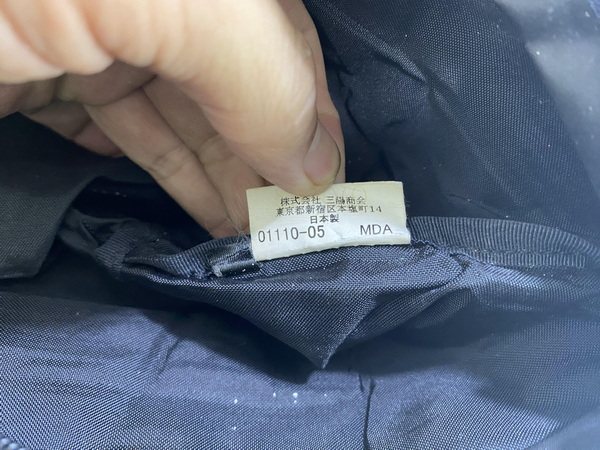 株式会社 三陽商会
東京都新宿区本塩町14
日本製
01110-05 MDA